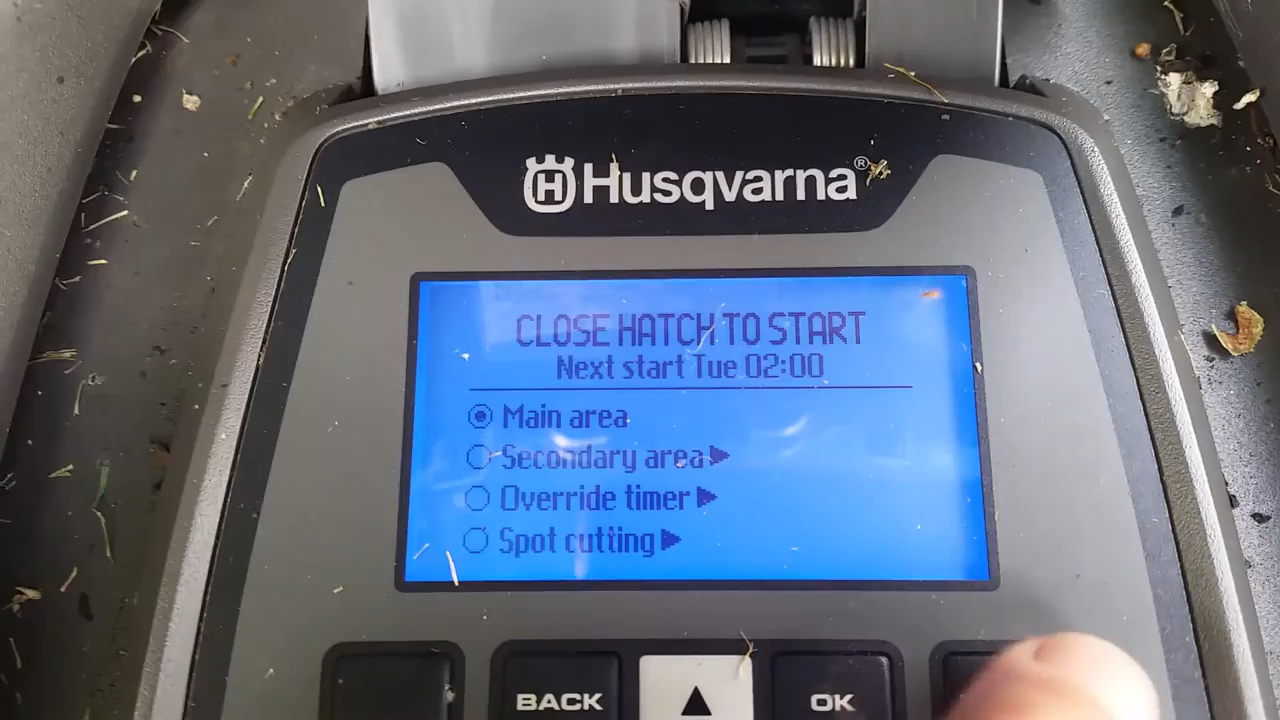 Husqvarna®
CLOSE HATCH TO START
Next start Tue 02:00
Main area
Secondary area
Override timer
Spot cutting
BACK
OK